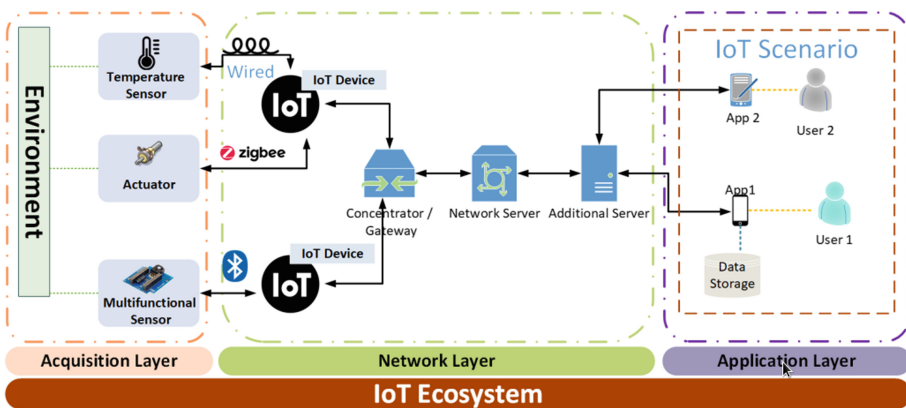 Environment
Temperature
Sensor
Actuator
Multifunctional
Sensor
Wired
zigbee
IoT Device
IoT
IoT Device
IoT
Concentrator /
Gateway
Network Server
Additional Server
IoT Scenario
App 2
User 2
App1
User 1
Data
Storage
Acquisition Layer
Network Layer
Application Layer
IoT Ecosystem